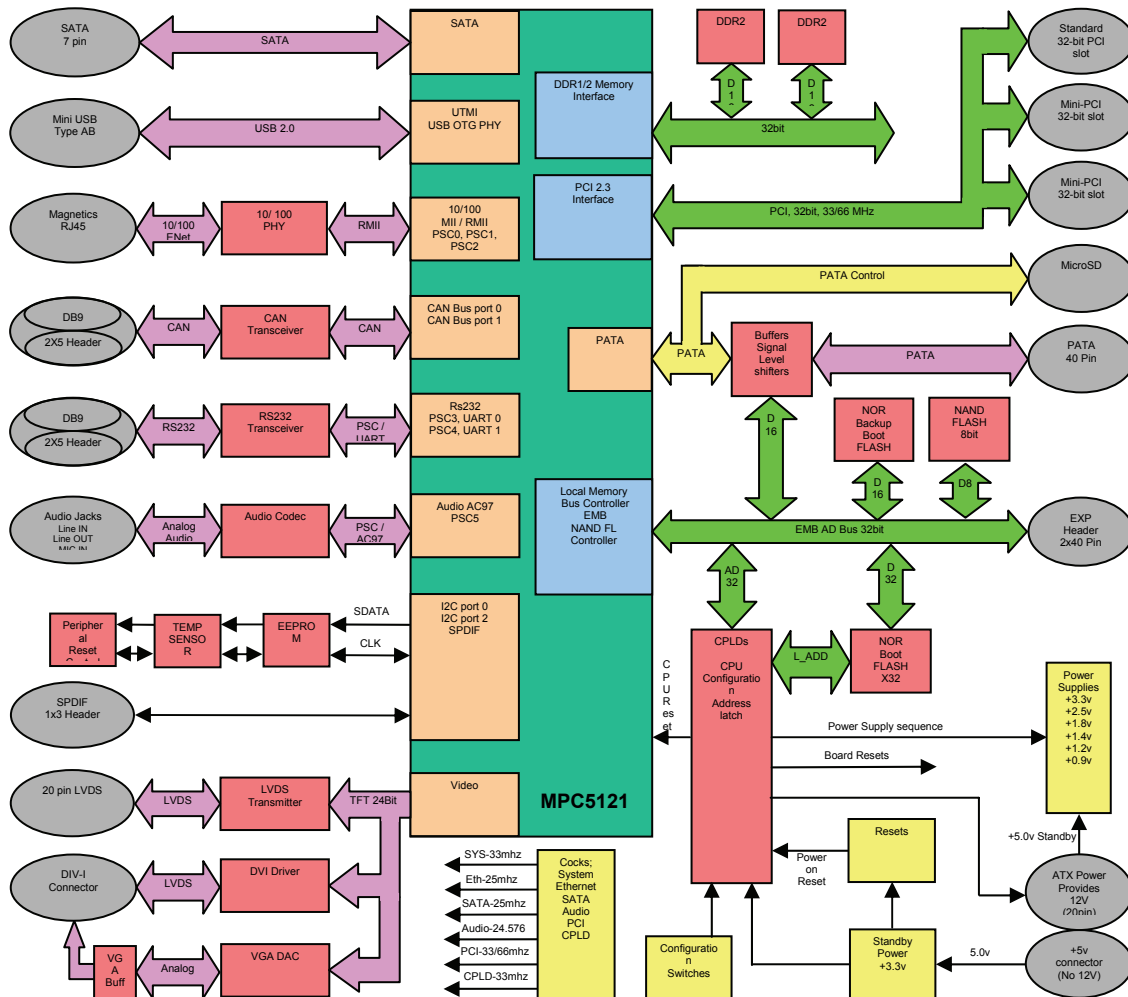 SATA
7 pin
SATA
SATA
Mini USB
Type AB
USB 2.0
UTMI
USB OTG PHY
Magnetics
RJ45
10/100
ENet
10/ 100
PHY
RMII
10/100
MII / RMII
PSC0, PSC1,
PSC2
DB9
2X5 Header
CAN
CAN
Transceiver
CAN
CAN Bus port 0
CAN Bus port 1
DB9
2X5 Header
RS232
RS232
Transceiver
PSC /
UART
Rs232
PSC3, UART 0
PSC4, UART 1
Audio Jacks
Line IN
Line OUT
MIC IN
Analog
Audio
Audio Codec
PSC /
AC97
Audio AC97
PSC5
Peripher
al
Reset
TEMP
SENSO
R
EEPRO
M
SDATA
CLK
I2C port 0
I2C port 2
SPDIF
SPDIF
1x3 Header
20 pin LVDS
LVDS
LVDS
Transmitter
TFT 24Bit
Video
MPC5121
DIV-I
Connector
LVDS
DVI Driver
VG
A
Buff
Analog
VGA DAC
DDR1/2 Memory
Interface
DDR2
DDR2
D
1
D
1
32bit
PCI 2.3
Interface
PCI, 32bit, 33/66 MHz
Standard
32-bit PCI
slot
Mini-PCI
32-bit slot
Mini-PCI
32-bit slot
PATA Control
MicroSD
PATA
PATA
Buffers
Signal
Level
shifters
PATA
PATA
40 Pin
D
16
NOR
Backup
Boot
FLASH
NAND
FLASH
8bit
D
16
D8
Local Memory
Bus Controller
EMB
NAND FL
Controller
EMB AD Bus 32bit
EXP
Header
2x40 Pin
AD
32
D
32
CPLDs
CPU
Configuratio
n
Address
latch
L_ADD
NOR
Boot
FLASH
X32
C
P
U
R
es
et
Power Supply sequence
Board Resets
Power
Supplies
+3.3v
+2.5v
+1.8v
+1.4v
+1.2v
+0.9v
+5.0v Standby
Resets
Power
on
Reset
ATX Power
Provides
12V
(20pin)
Configuratio
n
Switches
Standby
Power
+3.3v
5.0v
+5v
connector
(No 12V)
SYS-33mhz
Eth-25mhz
SATA-25mhz
Audio-24.576
PCI-33/66mhz
CPLD-33mhz
Cocks;
System
Ethernet
SATA
Audio
PCI
CPLD